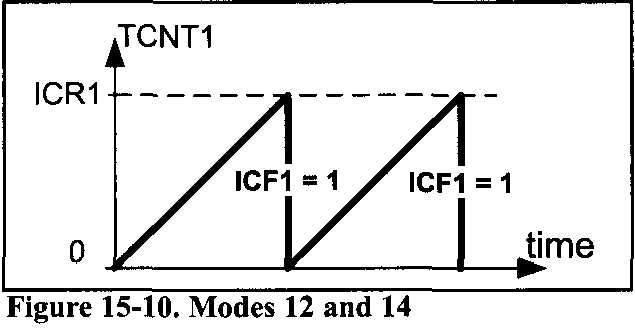 TCNT1
ICR1
ICF1 = 1
ICF1 = 1
0
time
Figure 15-10. Modes 12 and 14